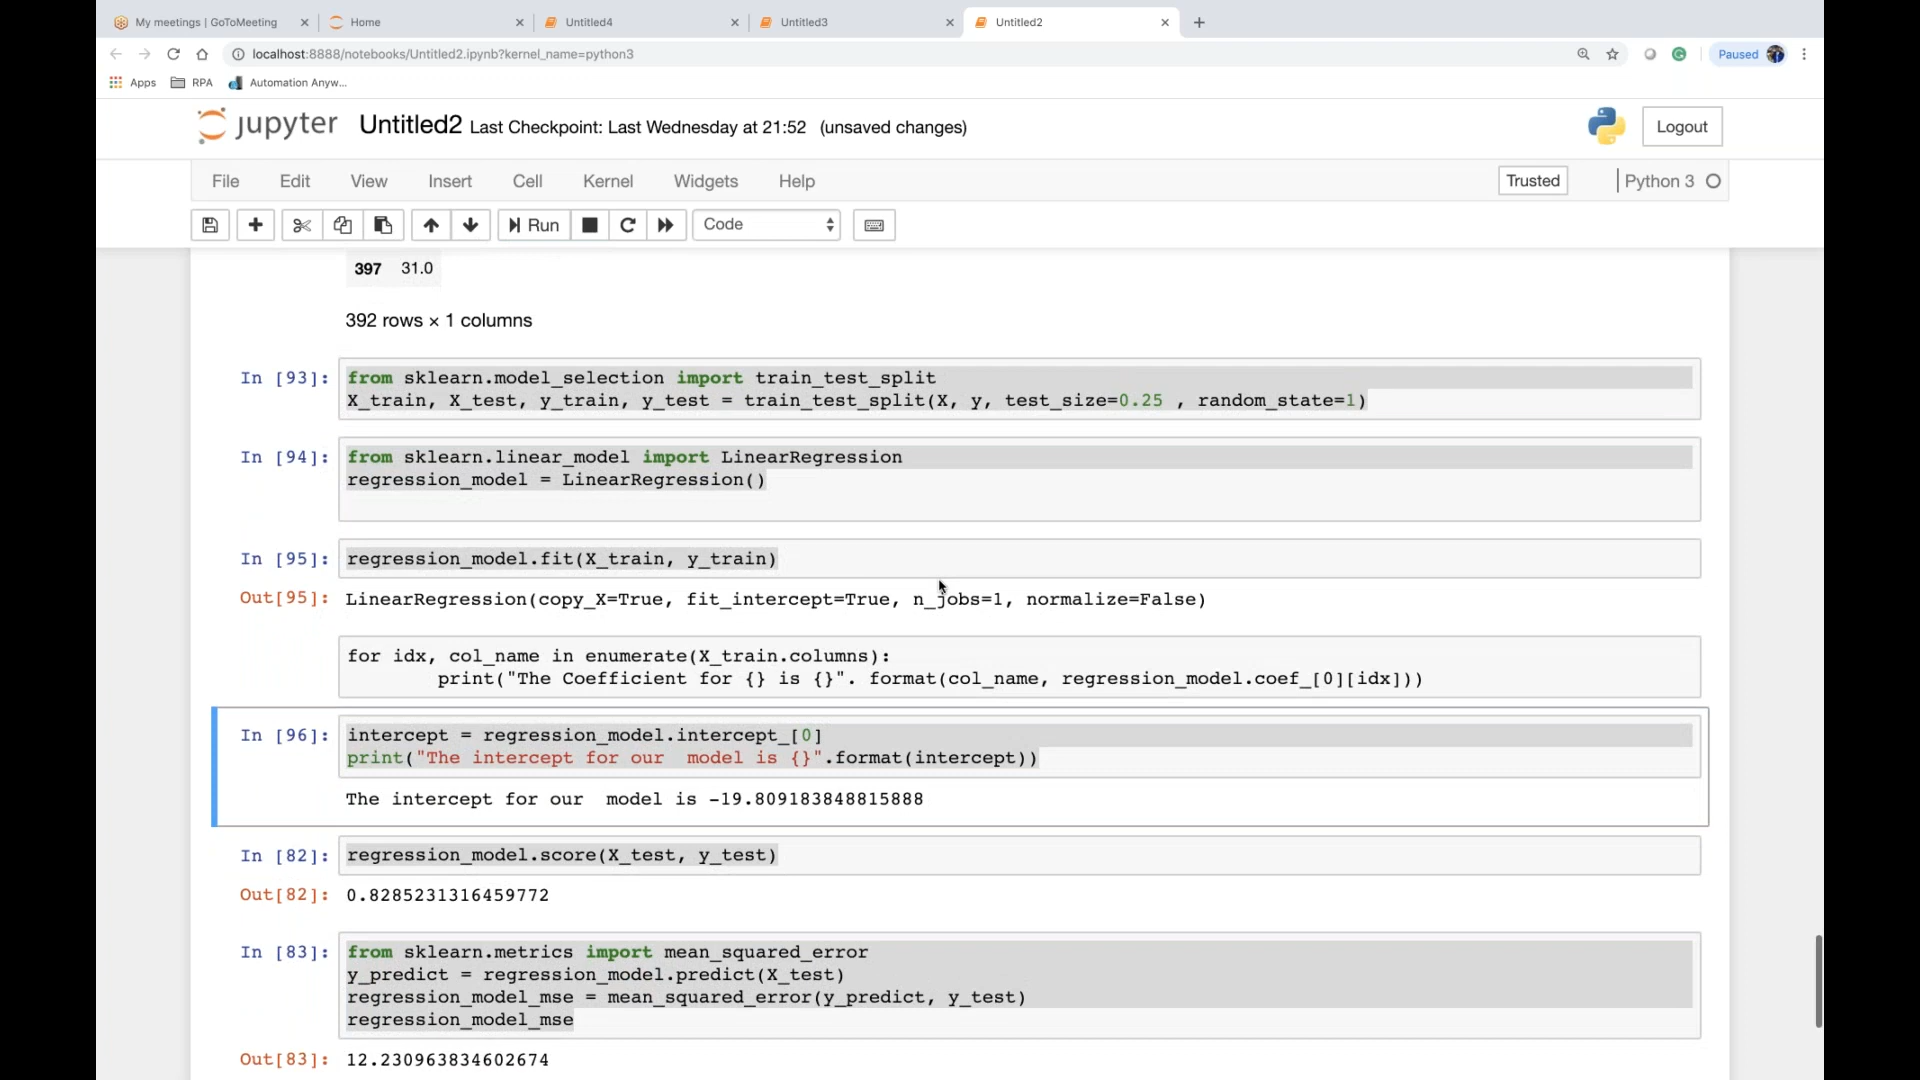 My meetings | GoToMeeting
Home
Untitled4
Untitled3
Untitled2
localhost:8888/notebooks/Untitled2.ipynb?kernel_name=python3
Paused
Apps
RPA
Automation Anyw...
jupyter
Untitled2 Last Checkpoint: Last Wednesday at 21:52 (unsaved changes)
Logout
File Edit View Insert Cell Kernel Widgets Help
Trusted
Python 3
Run
Code
397 31.0
392 rows × 1 columns
In [93]: from sklearn.model_selection import train_test_split
X_train, X_test, y_train, y_test = train_test_split(X, y, test_size=0.25 , random_state=1)
In [94]: from sklearn.linear_model import LinearRegression
regression_model = LinearRegression()
In [95]: regression_model.fit(X_train, y_train)
Out[95]: LinearRegression(copy_X=True, fit_intercept=True, n_jobs=1, normalize=False)
for idx, col_name in enumerate(X_train.columns):
print("The Coefficient for {} is {}". format(col_name, regression_model.coef_[0][idx]))
In [96]: intercept = regression_model.intercept_[0]
print("The intercept for our  model is {}".format(intercept))
The intercept for our  model is -19.809183848815888
In [82]: regression_model.score(X_test, y_test)
Out[82]: 0.8285231316459772
In [83]: from sklearn.metrics import mean_squared_error
y_predict = regression_model.predict(X_test)
regression_model_mse = mean_squared_error(y_predict, y_test)
regression_model_mse
Out[83]: 12.230963834602674